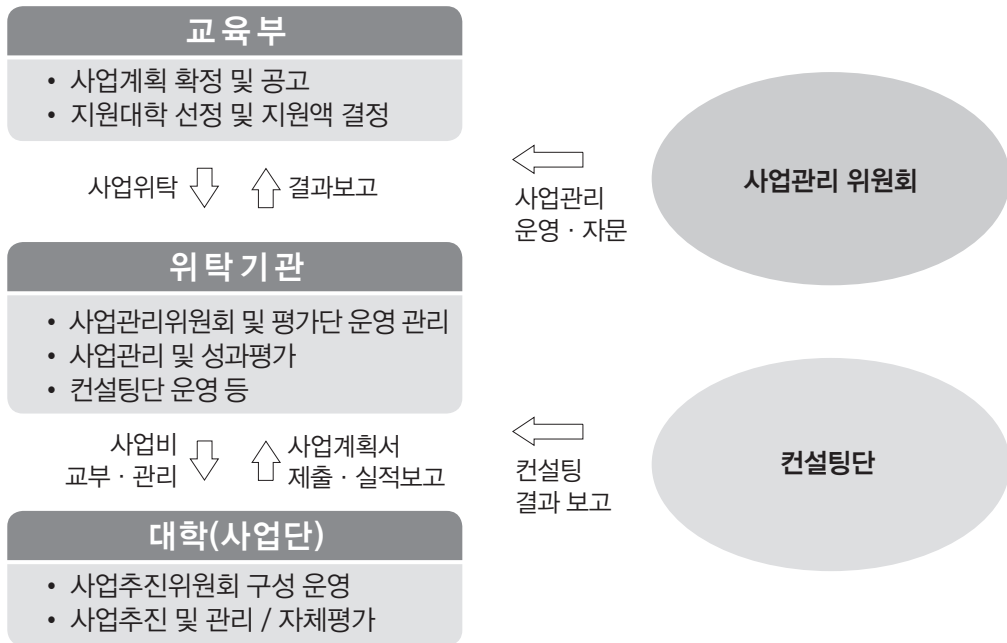 교육부
• 사업계획 확정 및 공고
• 지원대학 선정 및 지원액 결정
사업위탁
결과보고
사업관리
운영 · 자문
사업관리 위원회
위탁기관
• 사업관리위원회 및 평가단 운영 관리
• 사업관리 및 성과평가
• 컨설팅단 운영 등
사업비
교부 · 관리
사업계획서
제출 · 실적보고
컨설팅
결과 보고
컨설팅단
대학(사업단)
• 사업추진위원회 구성 운영
• 사업추진 및 관리 / 자체평가